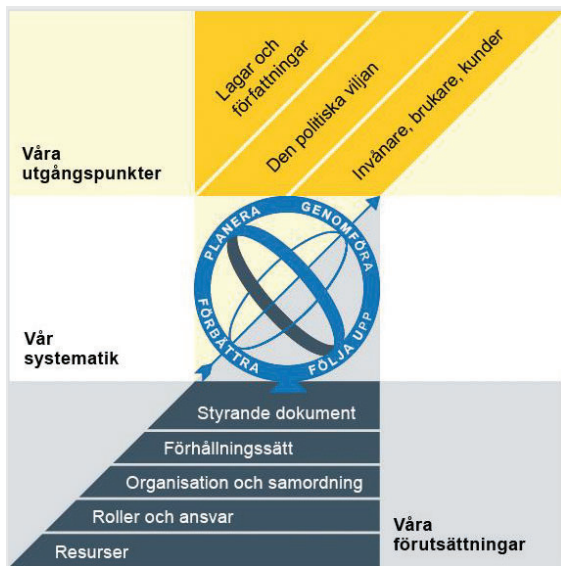 Lagar och
författningar
Den politiska viljan
Invånare, brukare, kunder
Våra
utgångspunkter
PLANERA
GENOMFÖRA
FÖRBÄTTRA
FÖLJA UPP
Vår
systematik
Styrande dokument
Förhållningssätt
Organisation och samordning
Roller och ansvar
Resurser
Våra
förutsättningar